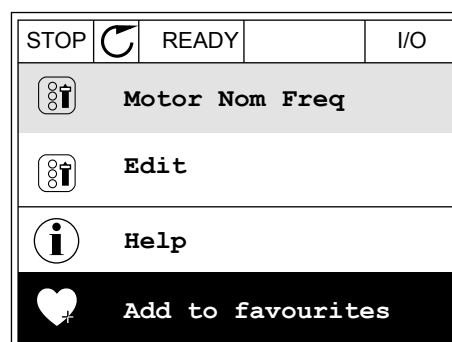 STOP READY I/O
Motor Nom Freq
Edit
Help
Add to favourites